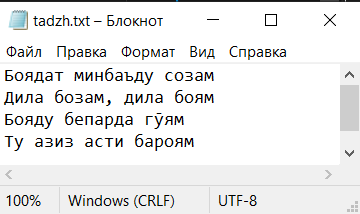 tadzh.txt – Блокнот
Файл Правка Формат Вид Справка
Боядат минбаъду созам
Дила бозам, дила боям
Бояду бепарда гӯям
Ту азиз асти бароям
100% Windows (CRLF) UTF-8